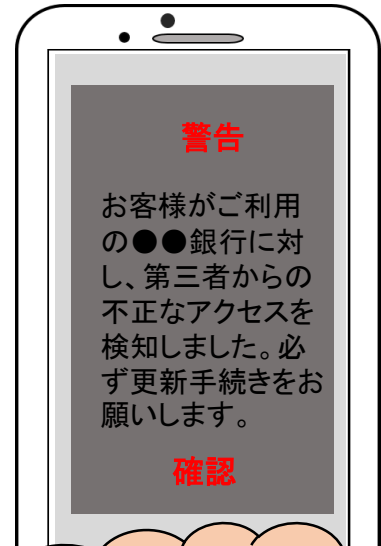 警告
お客様がご利用
の●●銀行に対
し、第三者からの
不正なアクセスを
検知しました。必
ず更新手続きをお
願いします。
確認